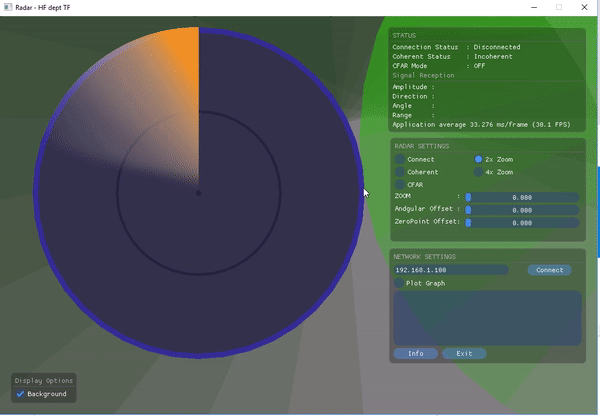 Radar - HF dept TF
STATUS
Connection Status : Disconnected
Coherent Status : Incoherent
CFAR Mode : OFF
Signal Reception
Amplitude :
Direction :
Angle :
Range :
Application average 33.276 ms/frame (30.1 FPS)
RADAR SETTINGS
Connect 2x Zoom
Coherent 4x Zoom
CFAR
ZOOM : 0.000
Andgular Offset : 0.000
ZeroPoint Offset: 0.000
NETWORK SETTINGS
192.168.1.100 Connect
Plot Graph
Info Exit
Display Options
Background